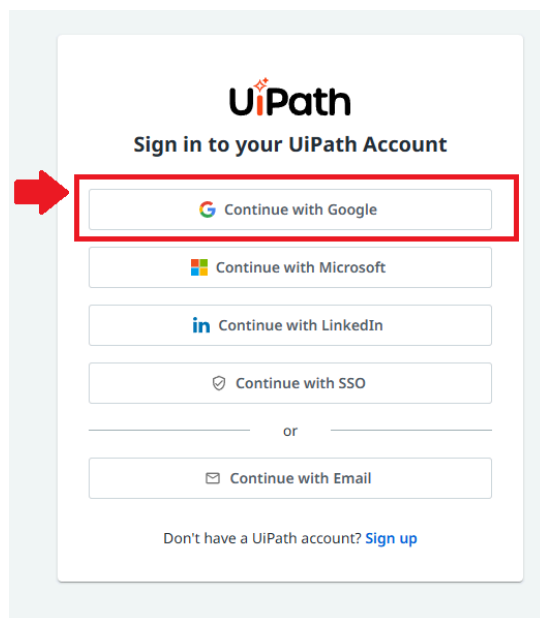 UiPath
Sign in to your UiPath Account
Continue with Google
Continue with Microsoft
in Continue with LinkedIn
Continue with SSO
or
Continue with Email
Don't have a UiPath account? Sign up